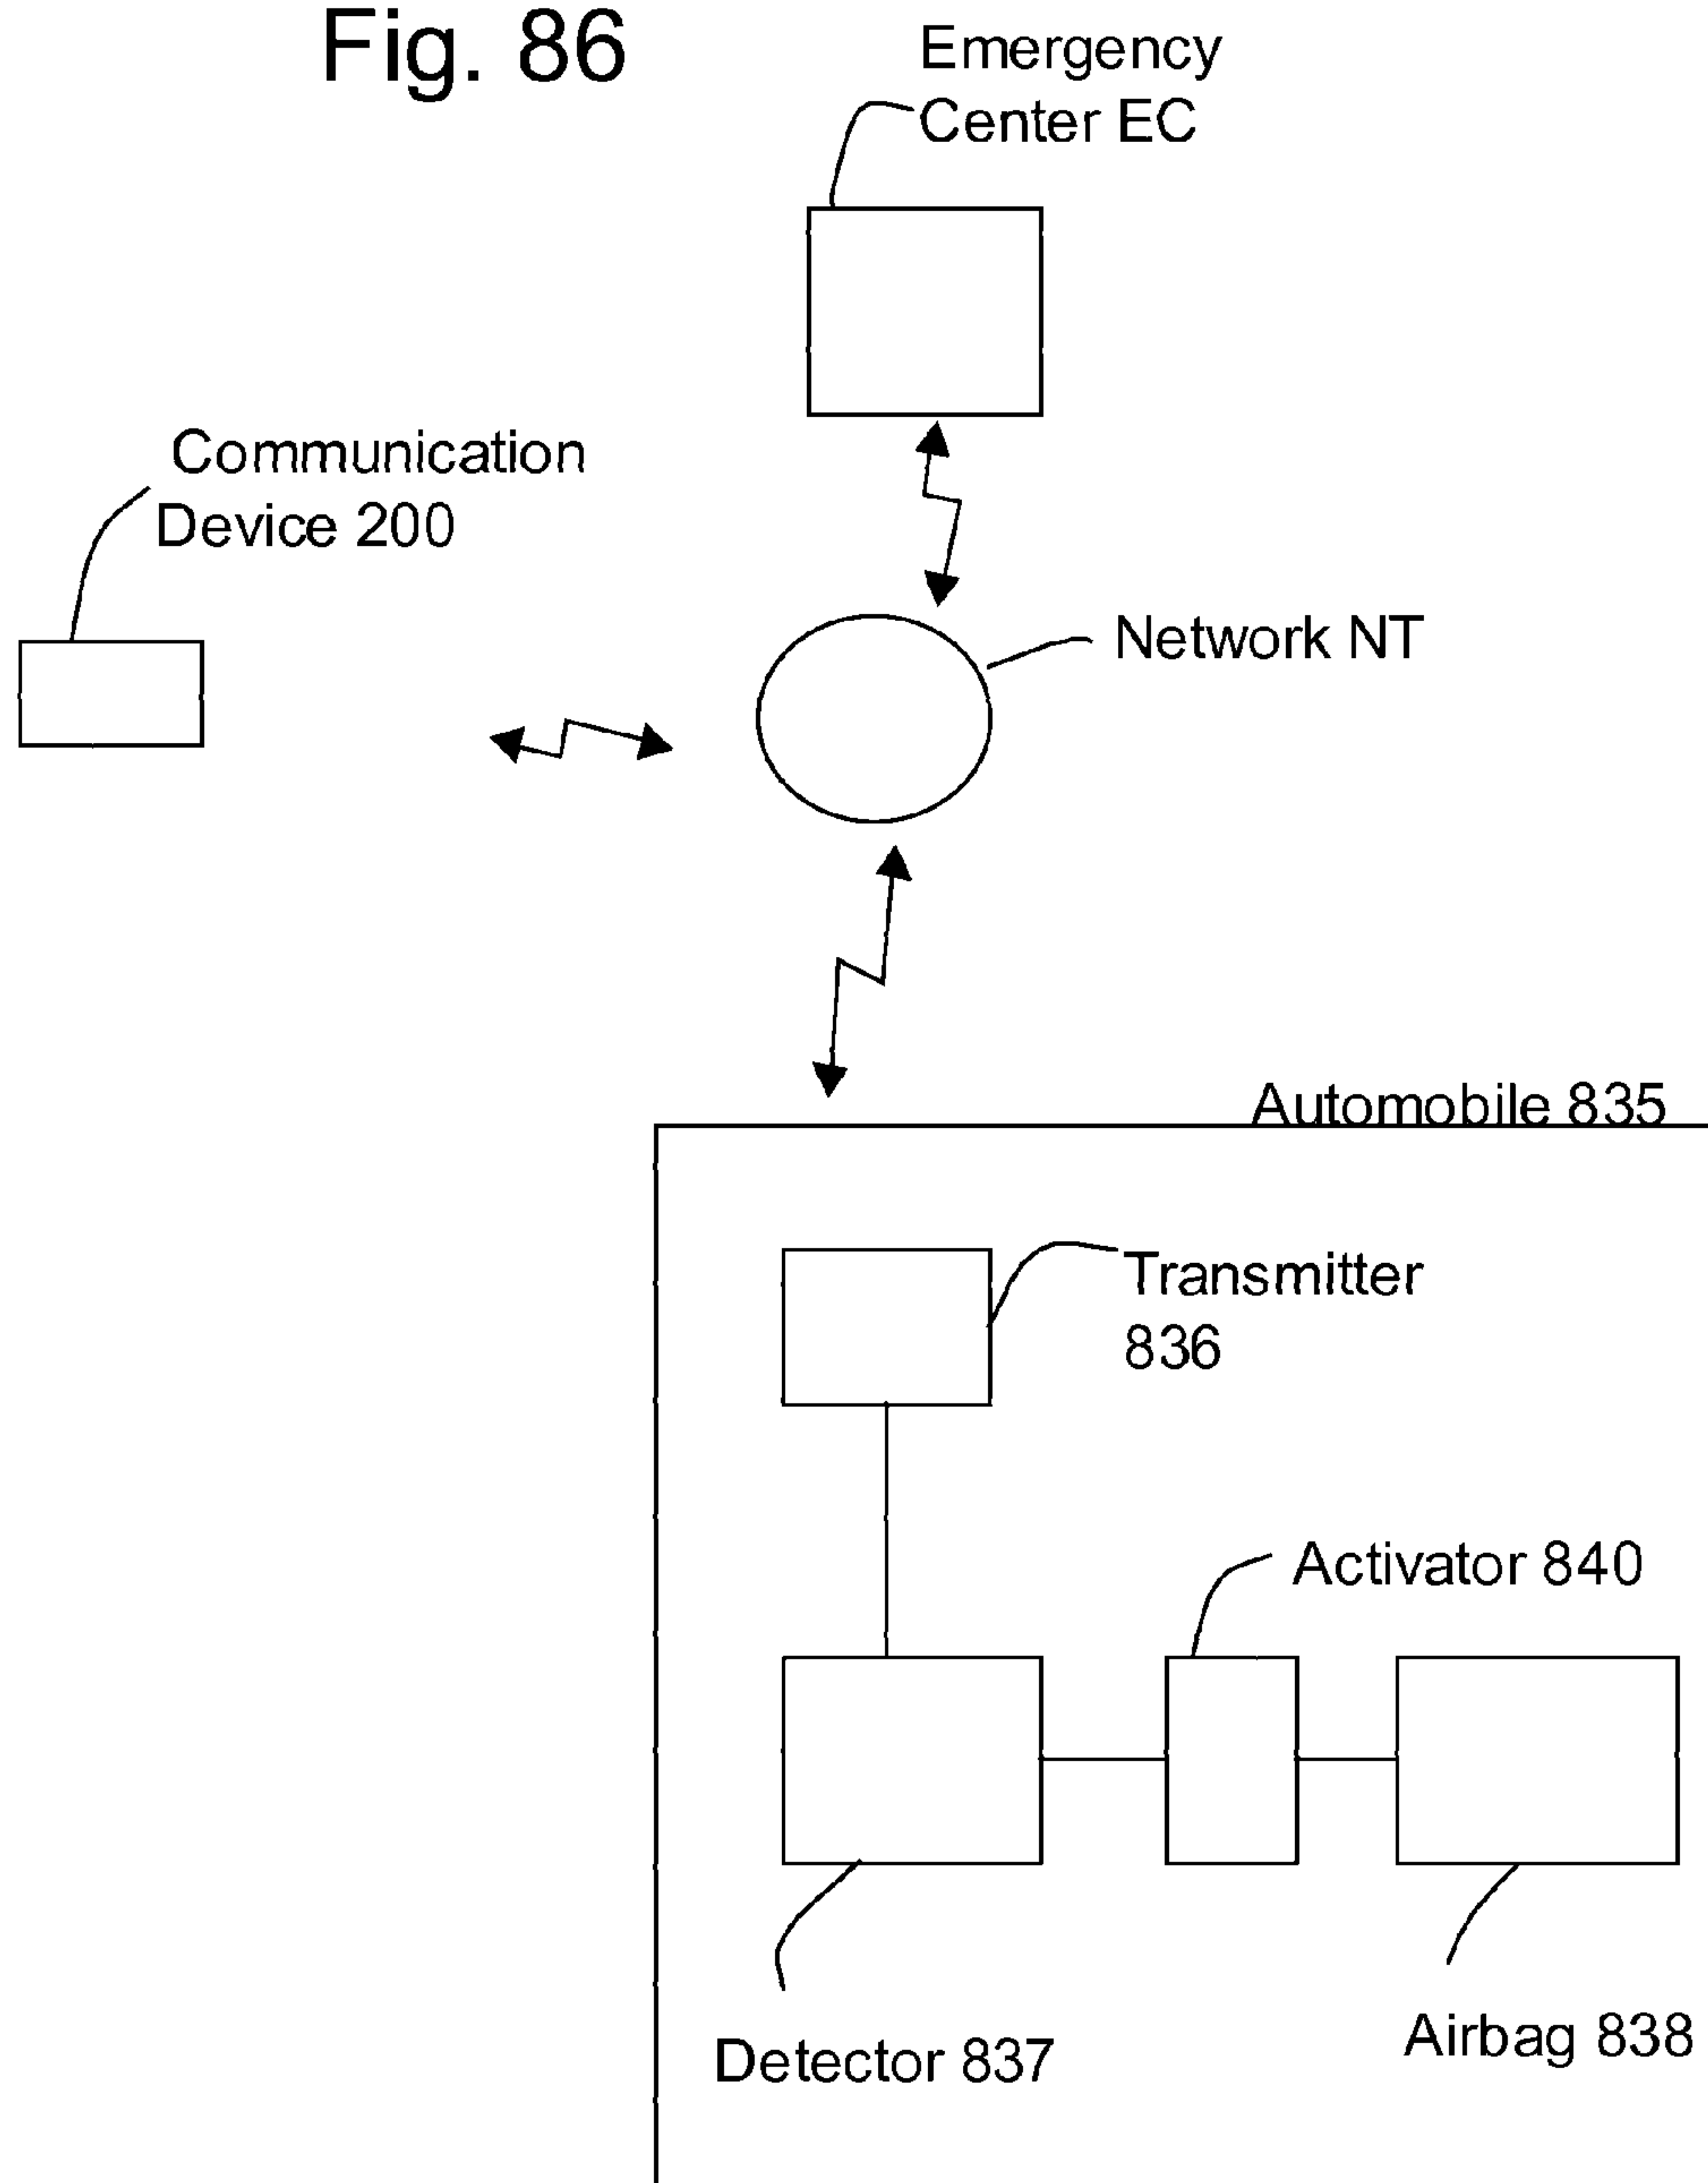 Fig. 86
Emergency
Center EC
Communication
Device 200
Network NT
Automobile 835
Transmitter
836
Activator 840
Detector 837
Airbag 838